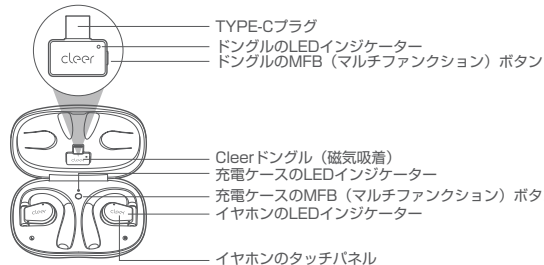 TYPE-Cプラグ
ドングルのLEDインジケーター
ドングルのMFB（マルチファンクション）ボタン
cleer
Cleerドングル（磁気吸着）
充電ケースのLEDインジケーター
充電ケースのMFB（マルチファンクション）ボタ
イヤホンのLEDインジケーター
cleer
cleer
イヤホンのタッチパネル